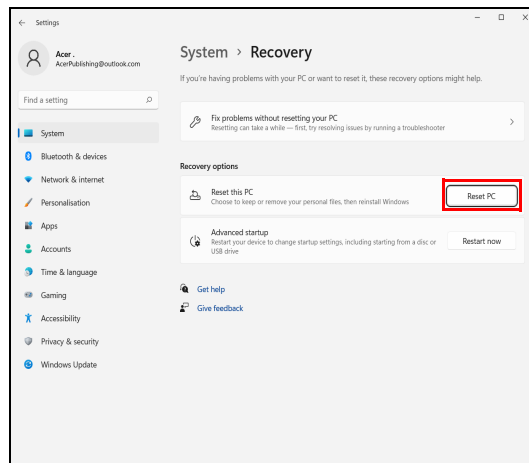 Settings
Acer .
AcerPublishing@outlook.com
Find a setting
System
Bluetooth & devices
Network & internet
Personalisation
Apps
Accounts
Time & language
Gaming
Accessibility
Privacy & security
Windows Update
System > Recovery
If you're having problems with your PC or want to reset it, these recovery options might help.
Fix problems without resetting your PC
Resetting can take a while — first, try resolving issues by running a troubleshooter
Recovery options
Reset this PC
Choose to keep or remove your personal files, then reinstall Windows
Reset PC
Advanced startup
Restart your device to change startup settings, including starting from a disc or
USB drive
Restart now
Get help
Give feedback